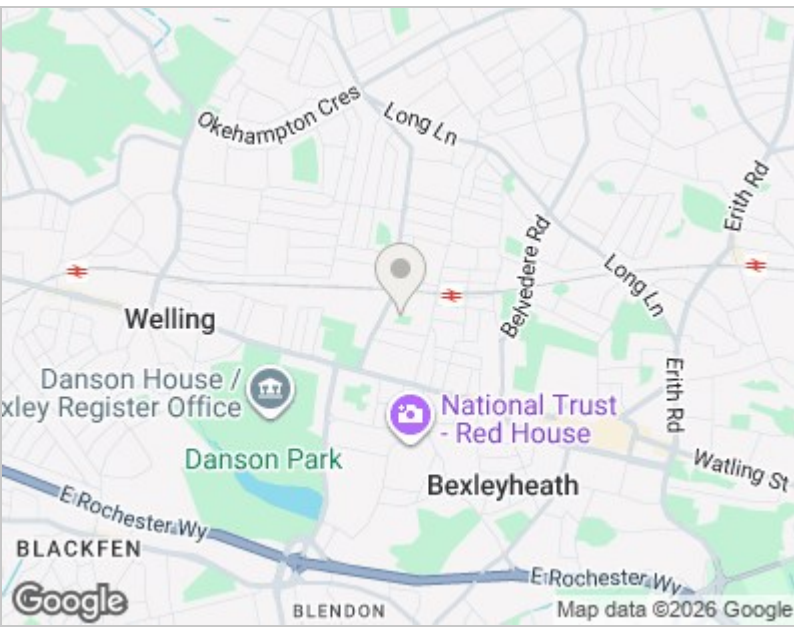 Okehampton Cres
Long Ln
Erith Rd
Belvedere Rd
Long Ln
Welling
Danson House /
xley Register Office
National Trust
- Red House
Erith Rd
Danson Park
Watling St
Bexleyheath
E Rochester Wy
BLACKFEN
E Rochester Wy
Google
BLENDON
Map data ©2026 Google